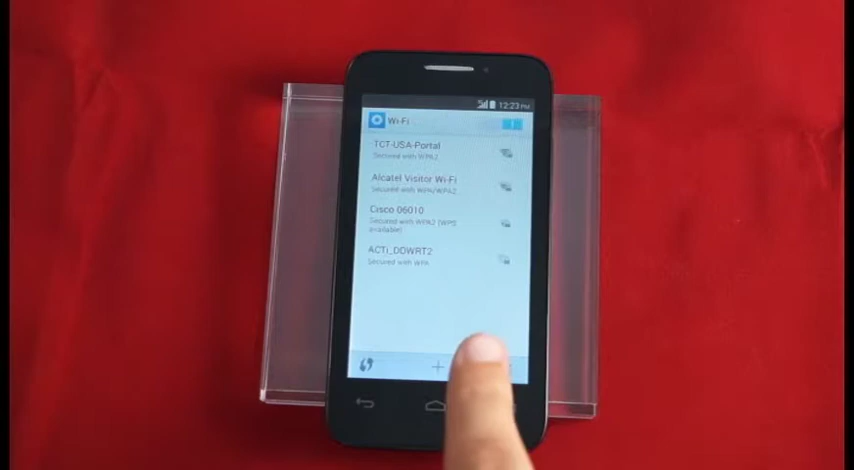 12:23 PM
Wi-Fi
TCT-USA-Portal
Secured with WPA2
Alcatel Visitor Wi-Fi
Secured with WPA/WPA2
Cisco 06010
Secured with WPA2 (WPS
available)
ACTi_DDWRT2
Secured with WPA